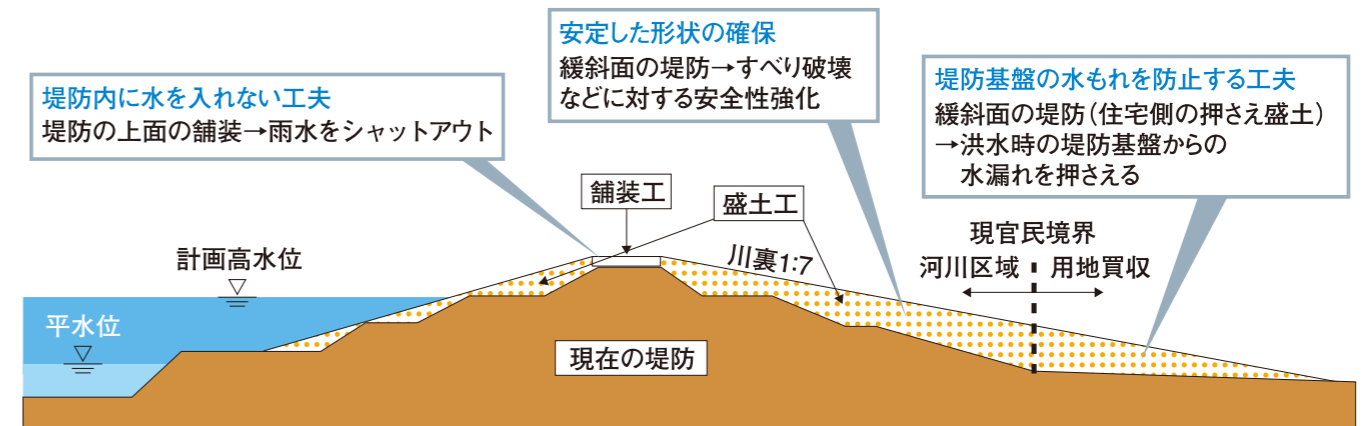 堤防内に水を入れない工夫
堤防の上面の舗装→雨水をシャットアウト
安定した形状の確保
緩斜面の堤防→すべり破壊
などに対する安全性強化
堤防基盤の水もれを防止する工夫
緩斜面の堤防（住宅側の押さえ盛土）
→洪水時の堤防基盤からの
水漏れを押さえる
舗装工
盛土工
川裏1:7
現官民境界
河川区域
用地買収
計画高水位
平水位
現在の堤防